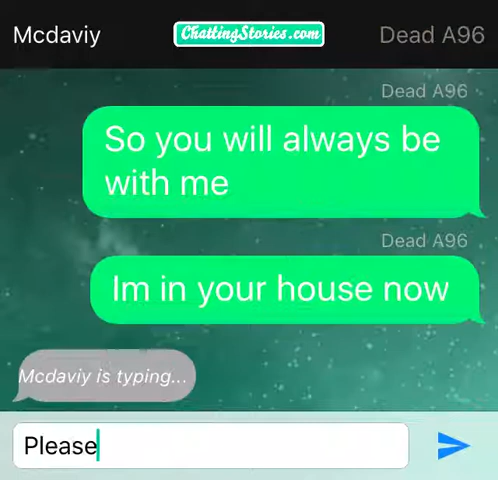 Mcdaviy
ChattingStories.com
Dead A96
Dead A96
So you will always be
with me
Dead A96
Im in your house now
Mcdaviy is typing...
Please